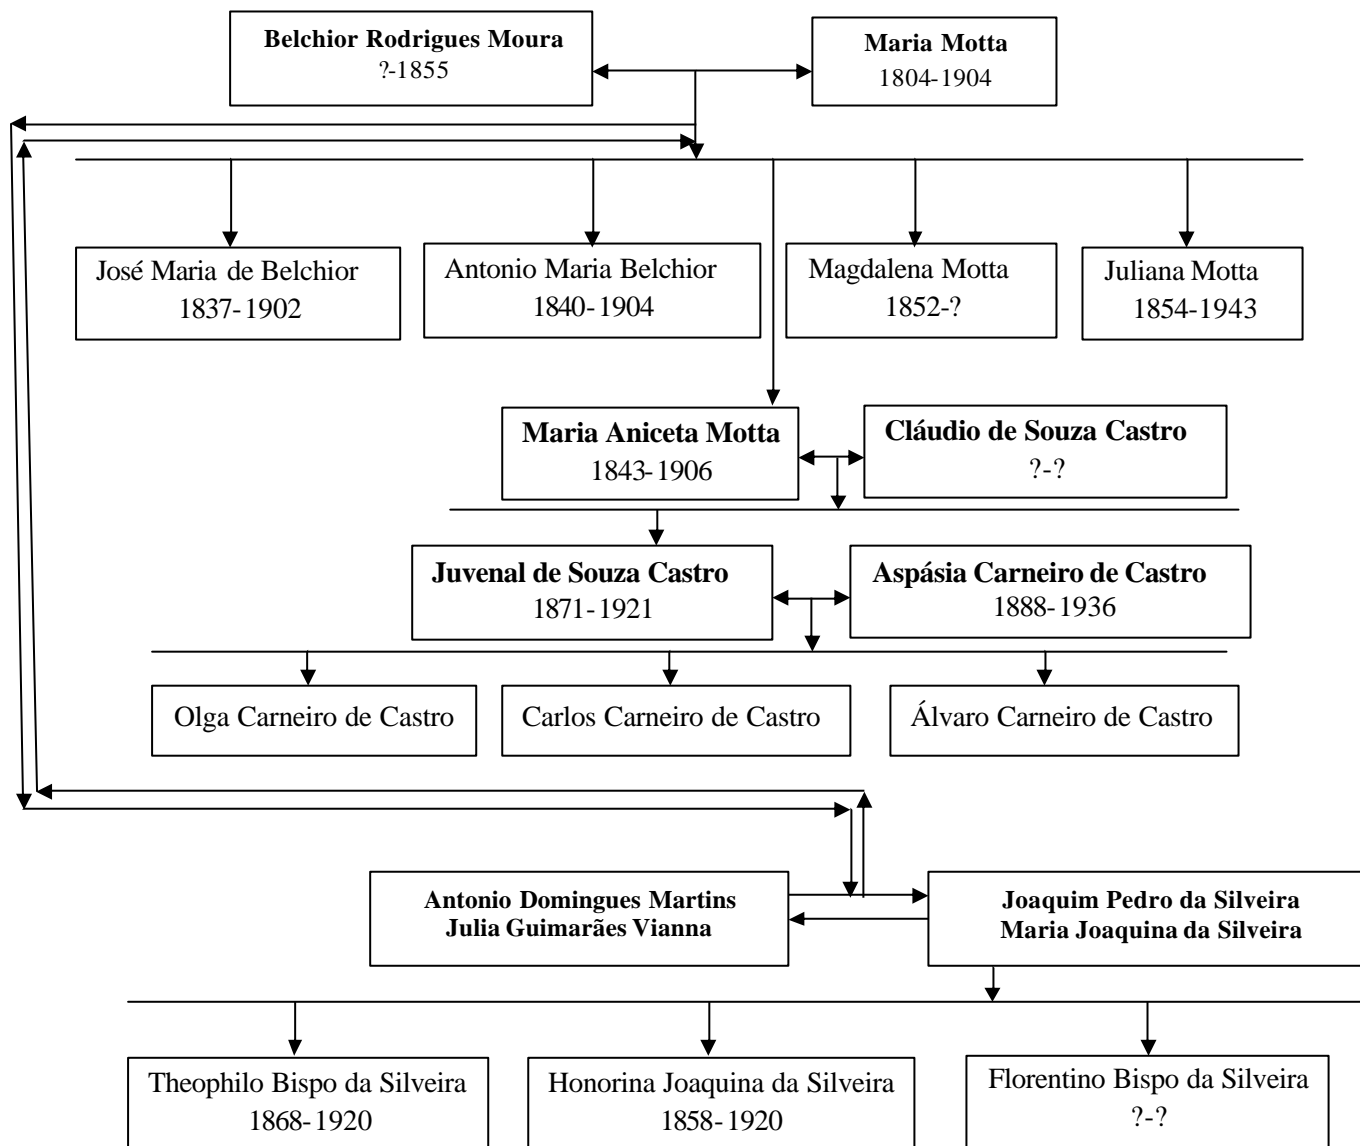 Belchior Rodrigues Moura
?-1855
Maria Motta
1804-1904
José Maria de Belchior
1837-1902
Antonio Maria Belchior
1840-1904
Magdalena Motta
1852-?
Juliana Motta
1854-1943
Maria Aniceta Motta
1843-1906
Cláudio de Souza Castro
?-?
Juvenal de Souza Castro
1871-1921
Aspásia Carneiro de Castro
1888-1936
Olga Carneiro de Castro
Carlos Carneiro de Castro
Álvaro Carneiro de Castro
Antonio Domingues Martins
Julia Guimarães Vianna
Joaquim Pedro da Silveira
Maria Joaquina da Silveira
Theophilo Bispo da Silveira
1868-1920
Honorina Joaquina da Silveira
1858-1920
Florentino Bispo da Silveira
?-?